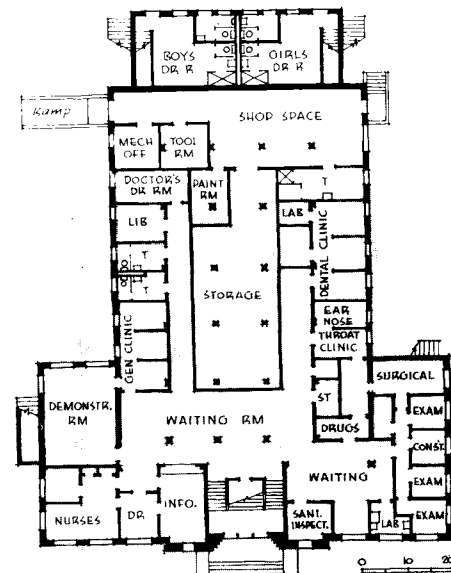 BOYS
DR R
GIRLS
DR R
Ramp
SHOP SPACE
MECH
OFF
TOOL
RM
DOCTOR'S
DR RM
PAINT
RM
T
LIB
LAB
DENTAL CLINIC
T
T
STORAGE
GEN CLINIC
EAR
NOSE
THROAT
CLINIC
SURGICAL
DEMONSTR.
RM
ST
EXAM
WAITING RM
DRUGS
CONST.
WAITING
EXAM
NURSES
DR
INFO.
SANI.
INSPECT.
LAB
EXAM
0 10 20